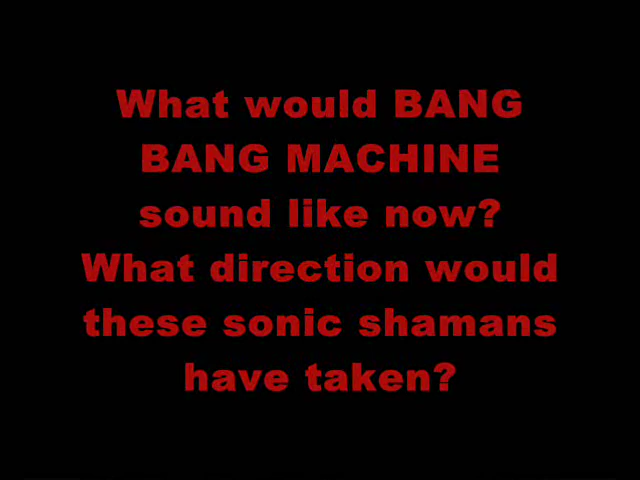 What would BANG
BANG MACHINE
sound like now?
What direction would
these sonic shamans
have taken?